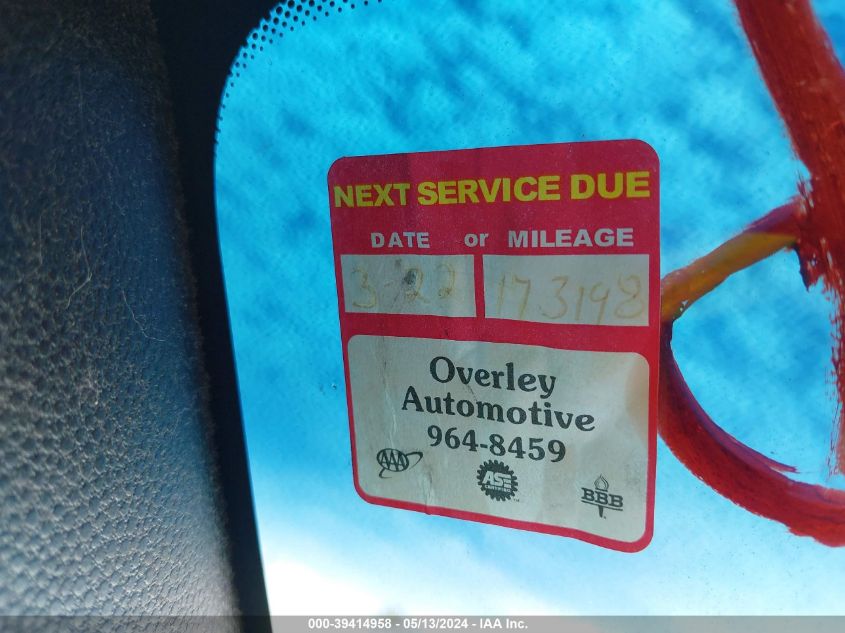 NEXT SERVICE DUE
DATE or MILEAGE
3-22 173198
Overley
Automotive
964-8459
AAA
ASE
CERTIFIED
BBB
000-39414958 - 05/13/2024 - IAA Inc.